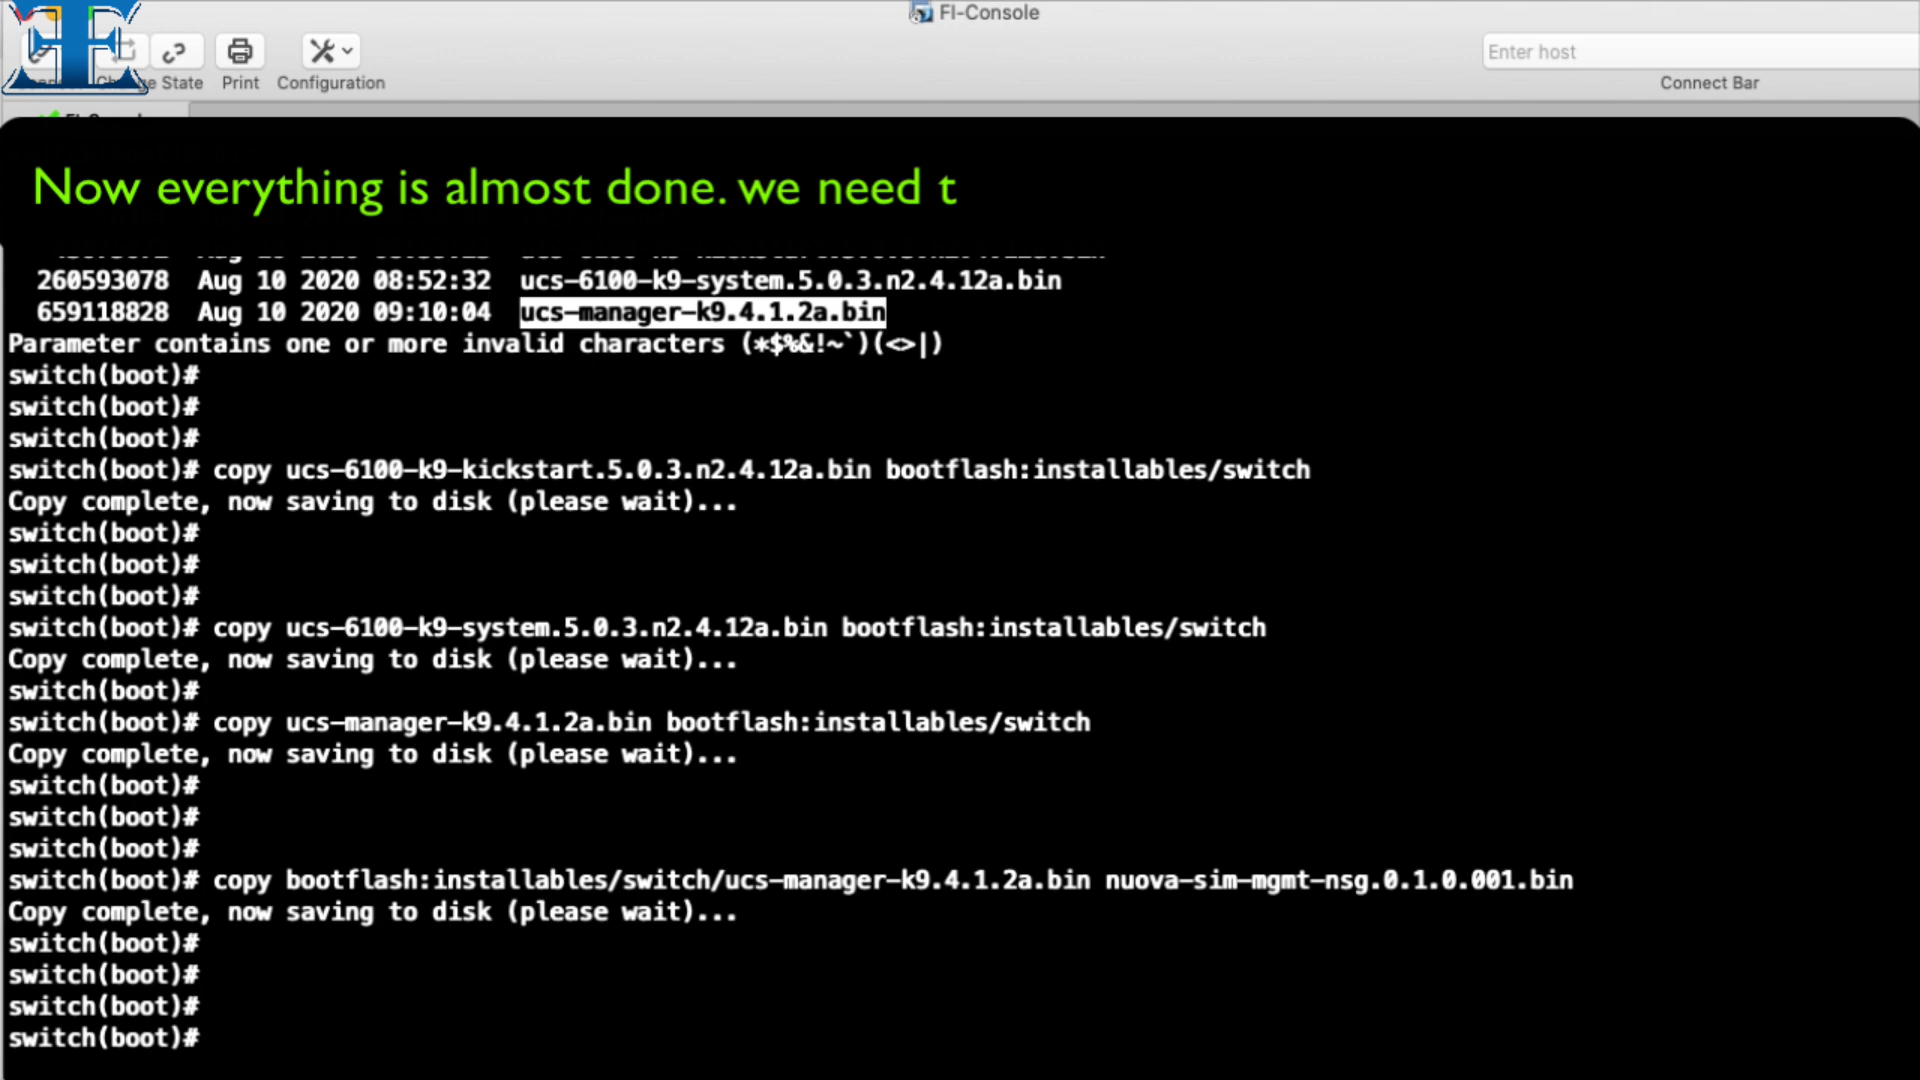 FI-Console
Enter host
State
Print
Configuration
Connect Bar
Now everything is almost done. we need t
260593078  Aug 10 2020 08:52:32  ucs-6100-k9-system.5.0.3.n2.4.12a.bin
659118828  Aug 10 2020 09:10:04  ucs-manager-k9.4.1.2a.bin
Parameter contains one or more invalid characters (*$%&!~`)(<>|)
switch(boot)#
switch(boot)#
switch(boot)#
switch(boot)# copy ucs-6100-k9-kickstart.5.0.3.n2.4.12a.bin bootflash:installables/switch
Copy complete, now saving to disk (please wait)...
switch(boot)#
switch(boot)#
switch(boot)#
switch(boot)# copy ucs-6100-k9-system.5.0.3.n2.4.12a.bin bootflash:installables/switch
Copy complete, now saving to disk (please wait)...
switch(boot)#
switch(boot)# copy ucs-manager-k9.4.1.2a.bin bootflash:installables/switch
Copy complete, now saving to disk (please wait)...
switch(boot)#
switch(boot)#
switch(boot)#
switch(boot)# copy bootflash:installables/switch/ucs-manager-k9.4.1.2a.bin nuova-sim-mgmt-nsg.0.1.0.001.bin
Copy complete, now saving to disk (please wait)...
switch(boot)#
switch(boot)#
switch(boot)#
switch(boot)#